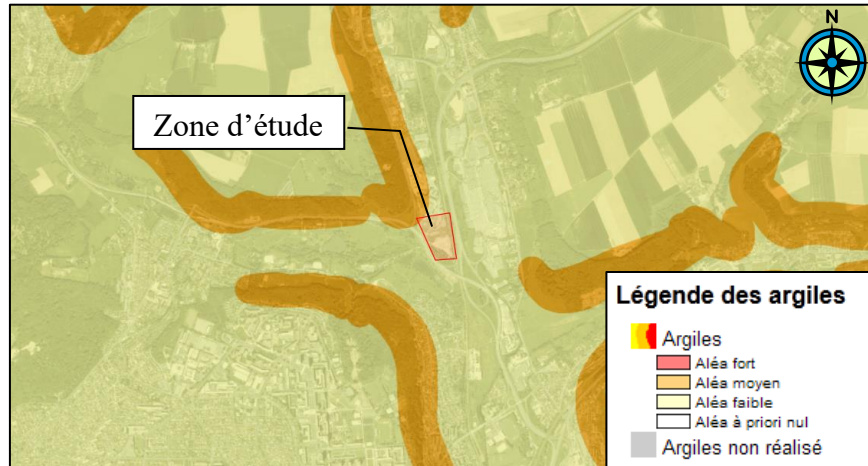 N
Zone d'étude
Légende des argiles
Argiles
Aléa fort
Aléa moyen
Aléa faible
Aléa à priori nul
Argiles non réalisé